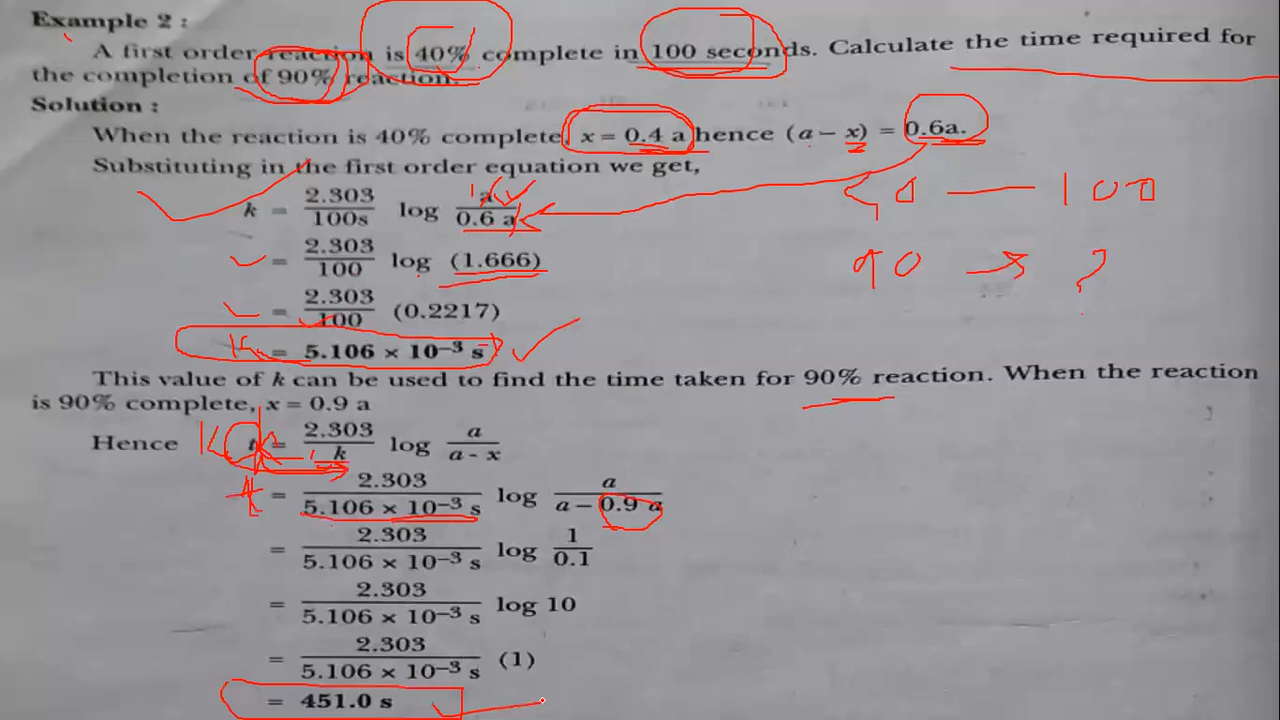 Example 2 :
A first order reaction is 40% complete in 100 seconds. Calculate the time required for
the completion of 90% reaction.
Solution :
When the reaction is 40% complete, x = 0.4 a hence (a − x) = 0.6a.
Substituting in the first order equation we get,
k = 2.303/100s log a/0.6 a
= 2.303/100 log (1.666)
= 2.303/100 (0.2217)
= 5.106 × 10⁻³ s
This value of k can be used to find the time taken for 90% reaction. When the reaction
is 90% complete, x = 0.9 a
Hence t = 2.303/k log a/a - x
= 2.303/5.106 × 10⁻³ s log a/a − 0.9 a
= 2.303/5.106 × 10⁻³ s log 1/0.1
= 2.303/5.106 × 10⁻³ s log 10
= 2.303/5.106 × 10⁻³ s (1)
= 451.0 s
100
90 → ?